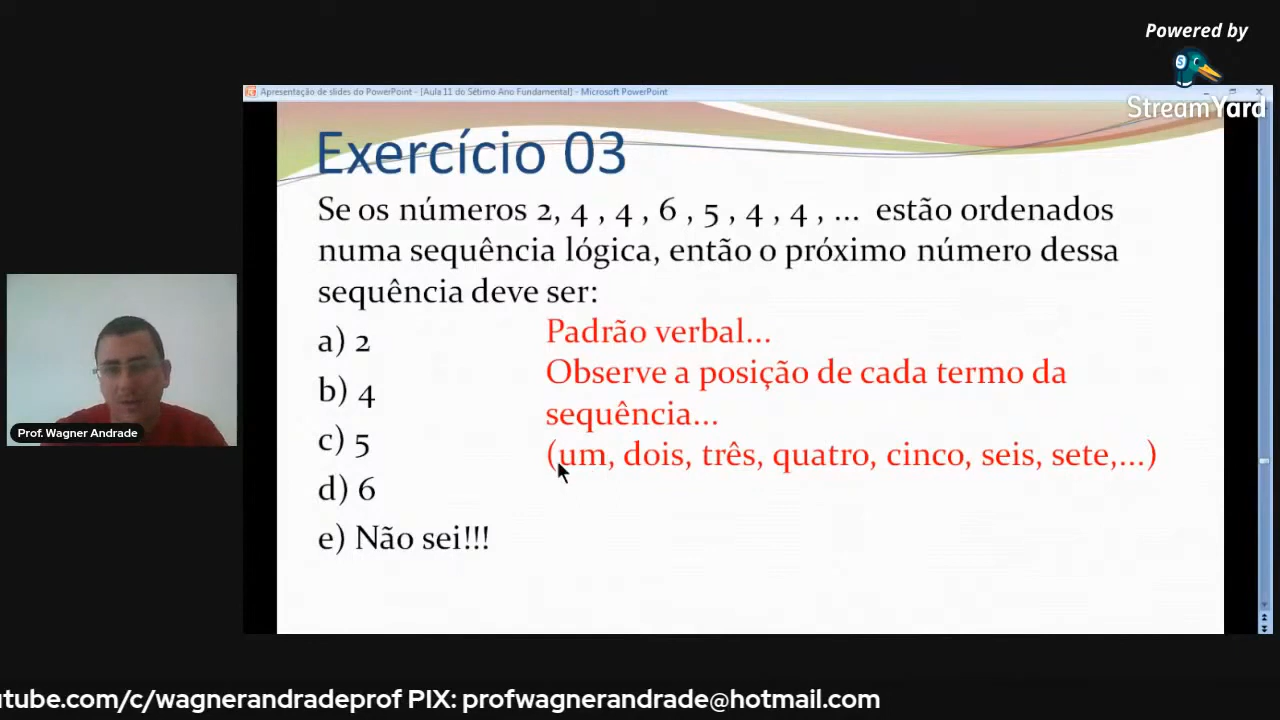 Powered by
StreamYard
Apresentação de slides do PowerPoint - [Aula 11 do Sétimo Ano Fundamental] - Microsoft PowerPoint
Exercício 03
Se os números 2, 4 , 4 , 6 , 5 , 4 , 4 , ... estão ordenados
numa sequência lógica, então o próximo número dessa
sequência deve ser:
a) 2
b) 4
c) 5
d) 6
e) Não sei!!!
Padrão verbal...
Observe a posição de cada termo da
sequência...
(um, dois, três, quatro, cinco, seis, sete,...)
Prof. Wagner Andrade
utube.com/c/wagnerandradeprof PIX: profwagnerandrade@hotmail.com